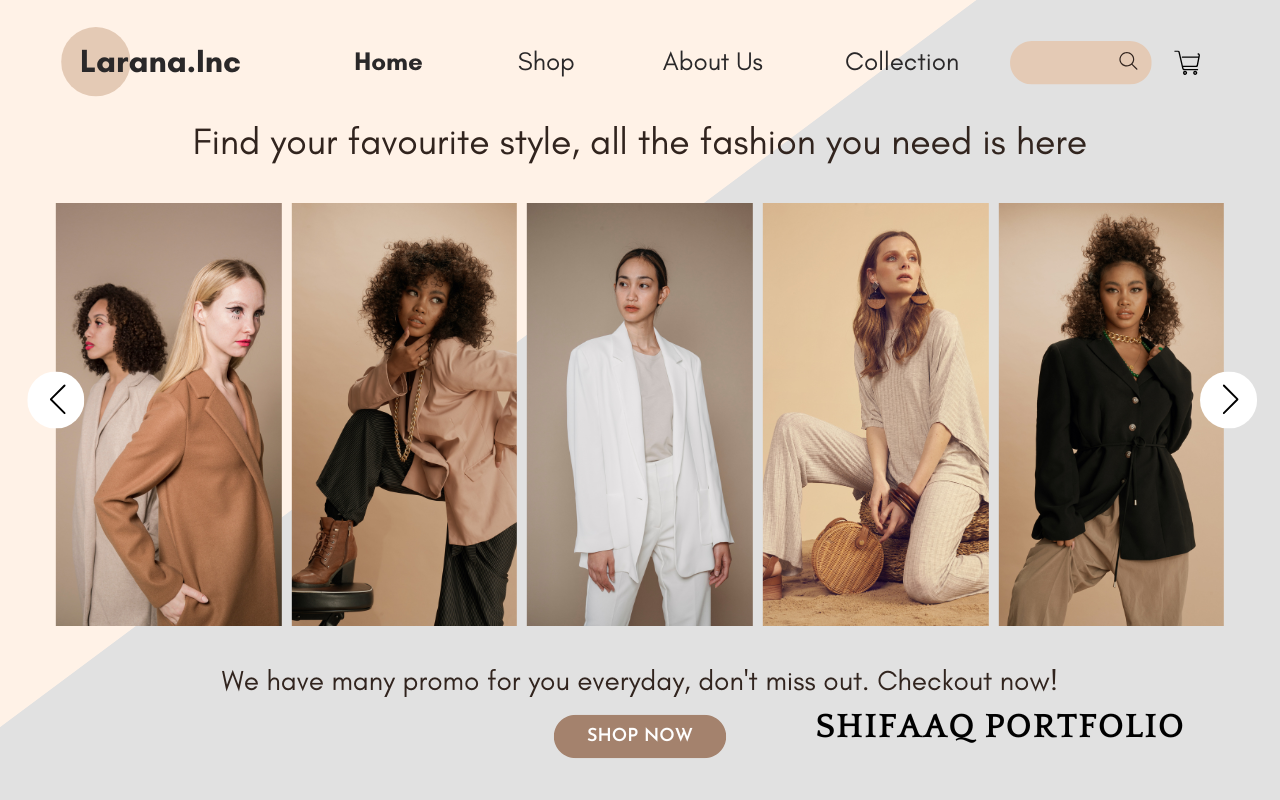 Larana.Inc
Home
Shop
About Us
Collection
Find your favourite style, all the fashion you need is here
We have many promo for you everyday, don't miss out. Checkout now!
SHOP NOW
SHIFAAQ PORTFOLIO